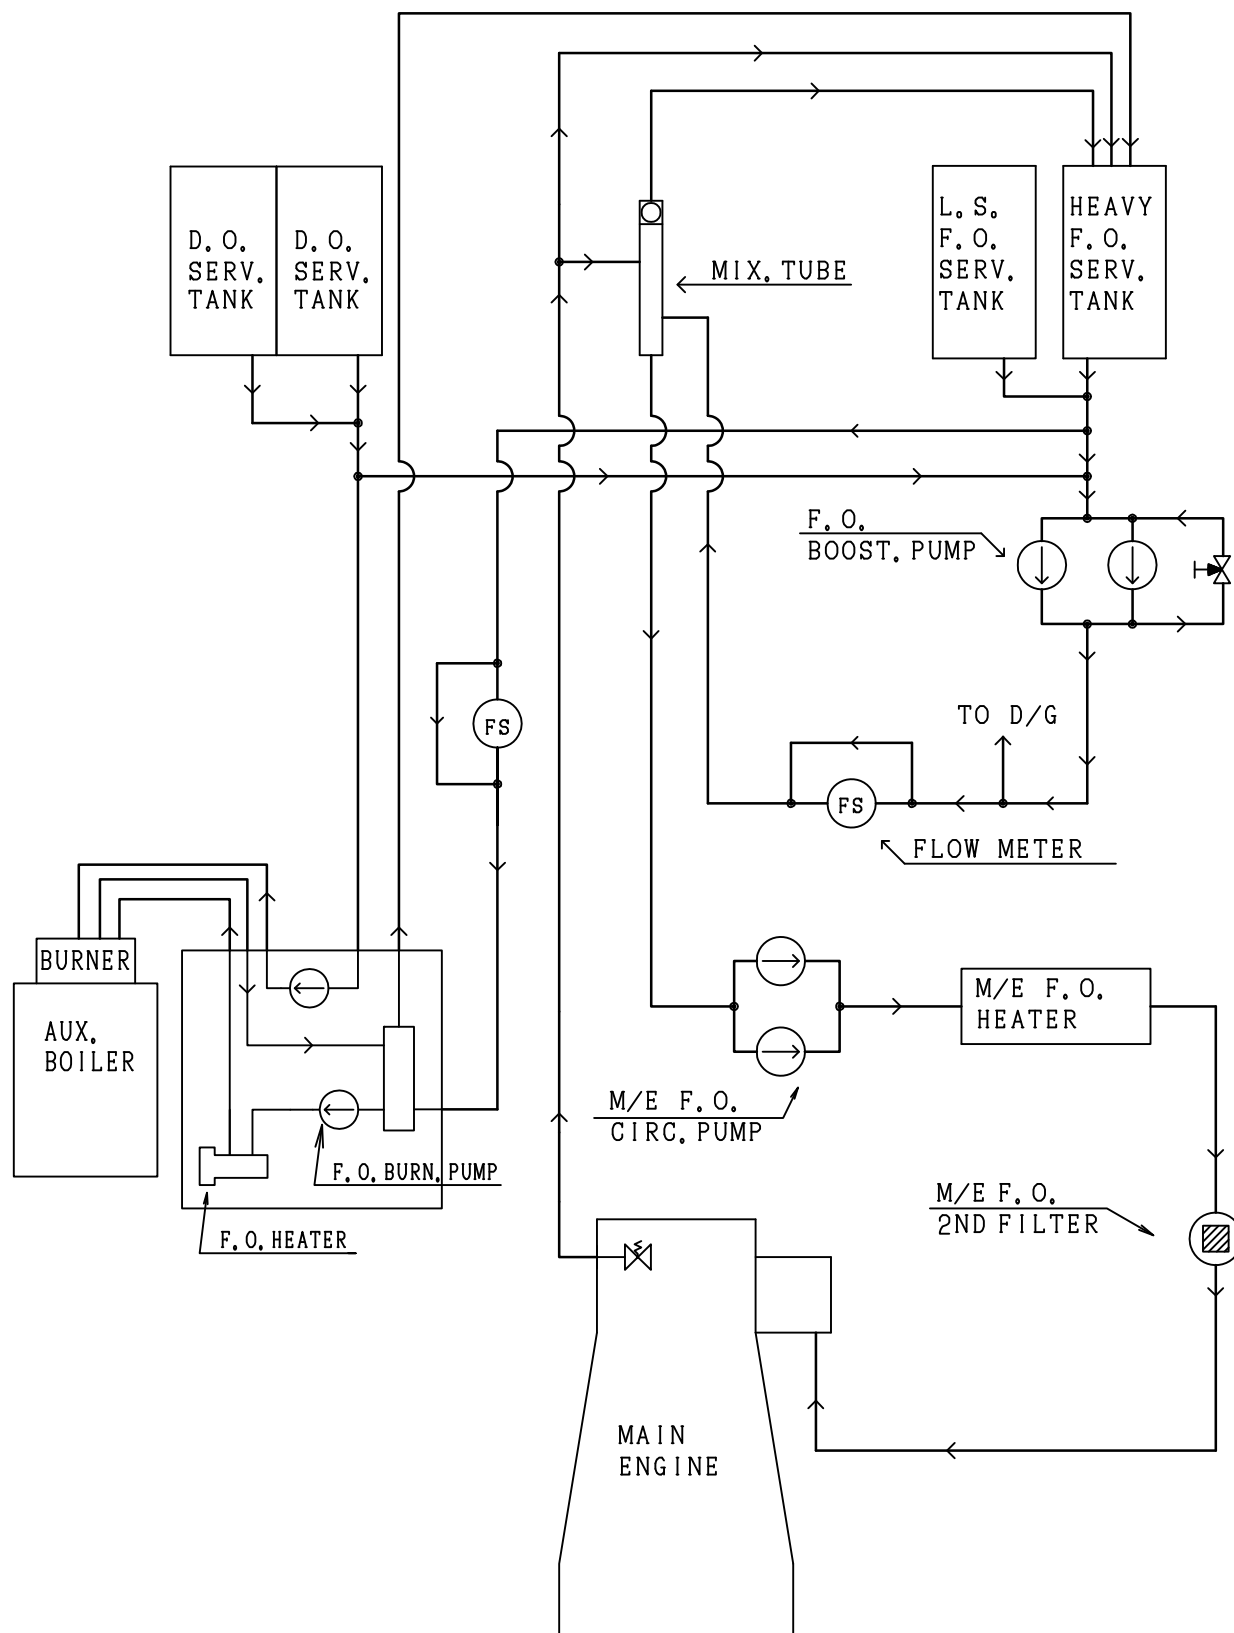 D. O.
SERV.
TANK
D. O.
SERV.
TANK
MIX. TUBE
L. S.
F. O.
SERV.
TANK
HEAVY
F. O.
SERV.
TANK
F. O.
BOOST. PUMP
TO D/G
FS
FS
FLOW METER
BURNER
AUX.
BOILER
M/E F. O.
HEATER
M/E F. O.
CIRC. PUMP
F. O. BURN. PUMP
F. O. HEATER
M/E F. O.
2ND FILTER
MAIN
ENGINE